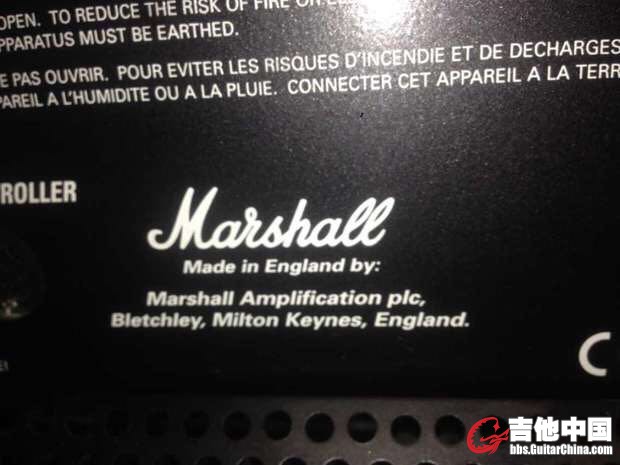 OPEN. TO REDUCE THE RISK OF FIRE OR
APPARATUS MUST BE EARTHED.
E PAS OUVRIR. POUR EVITER LES RISQUES D'INCENDIE ET DE DECHARGES
PAREIL A L'HUMIDITE OU A LA PLUIE. CONNECTER CET APPAREIL A LA TERR
ROLLER
Marshall
Made in England by:
Marshall Amplification plc,
Bletchley, Milton Keynes, England.
C
吉他中国
bbs.GuitarChina.com